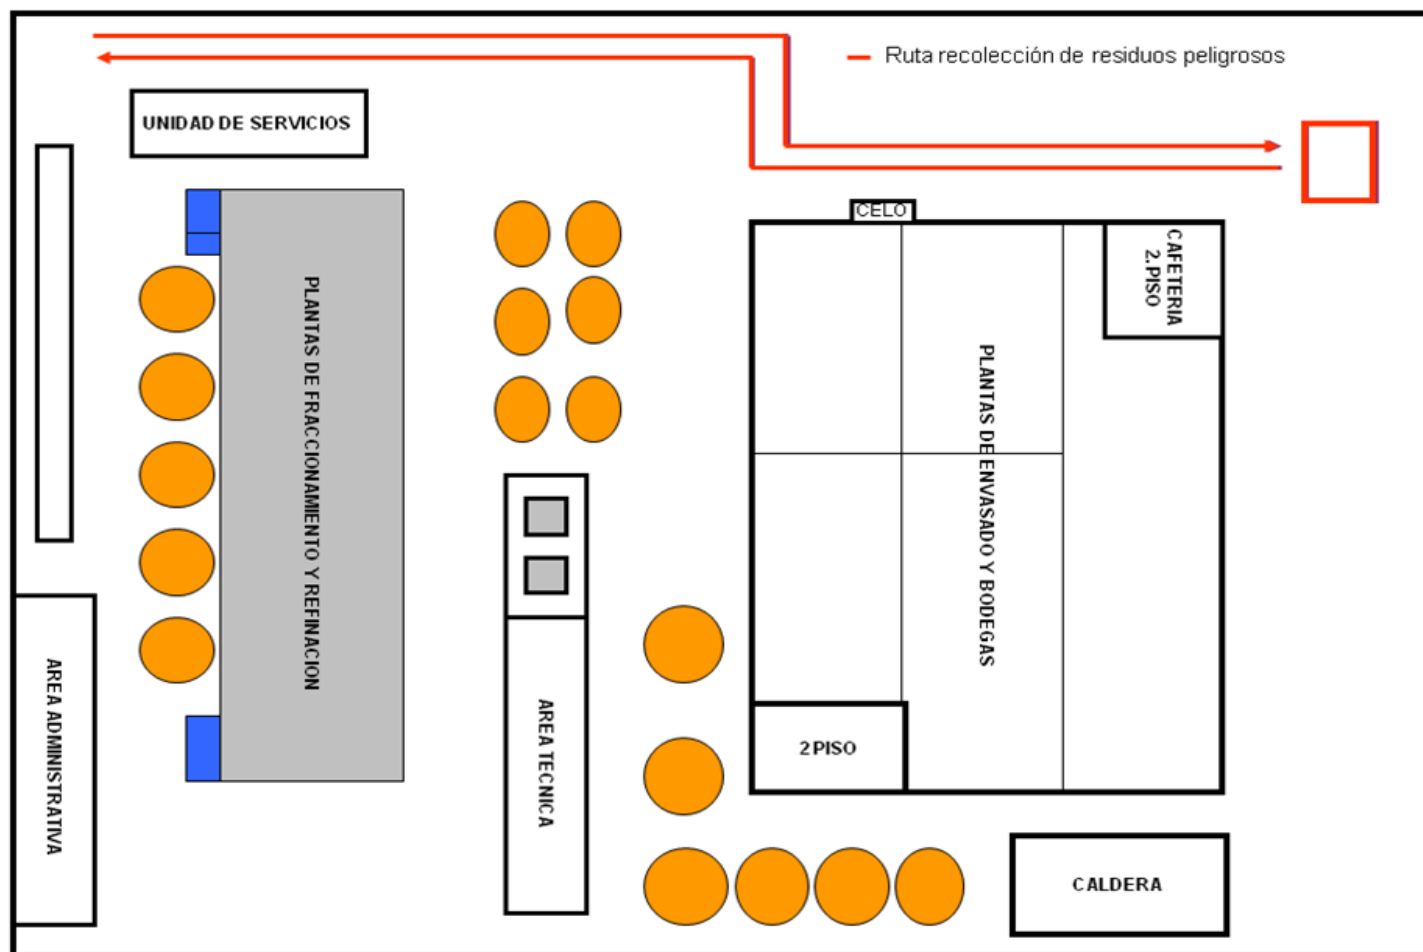 Ruta recolección de residuos peligrosos
UNIDAD DE SERVICIOS
CELO
CAFETERIA
2.PISO
PLANTAS DE FRACCIONAMIENTO Y REFINACION
PLANTAS DE ENVASADO Y BODEGAS
AREA ADMINISTRATIVA
AREA TECNICA
2 PISO
CALDERA